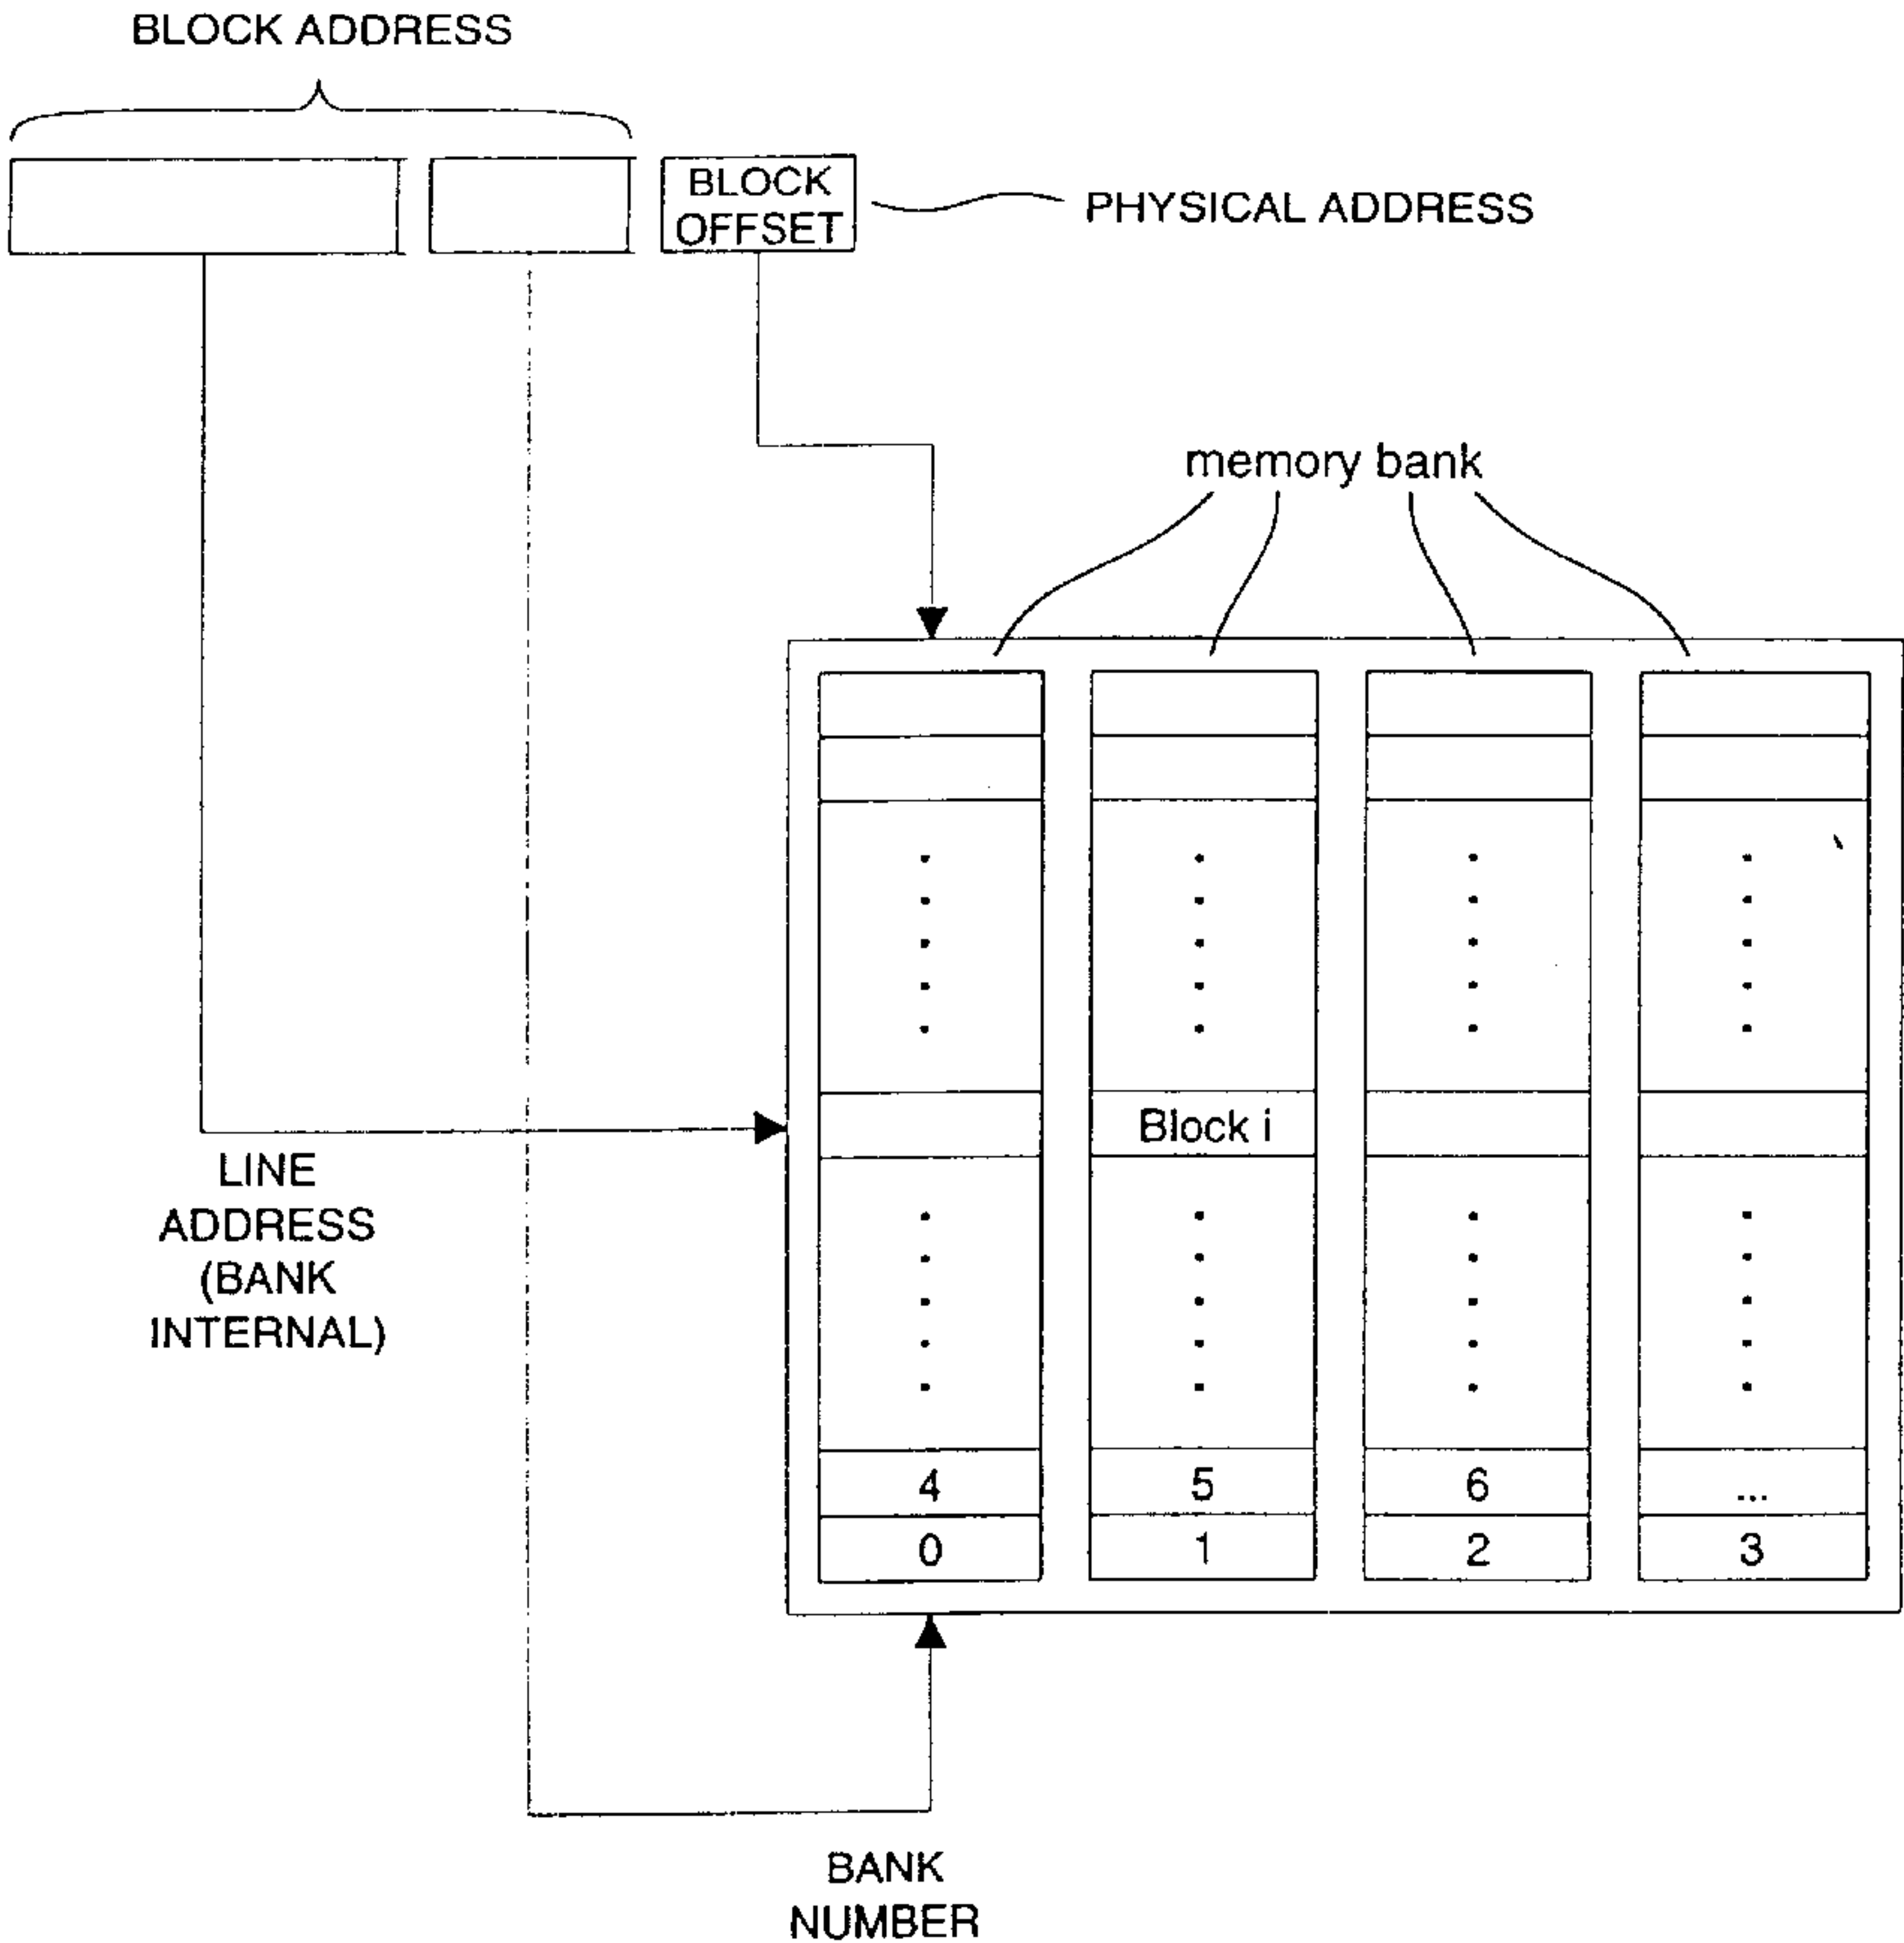 BLOCK ADDRESS
BLOCK
OFFSET
PHYSICAL ADDRESS
memory bank
Block i
LINE
ADDRESS
(BANK
INTERNAL)
4
5
6
...
0
1
2
3
BANK
NUMBER